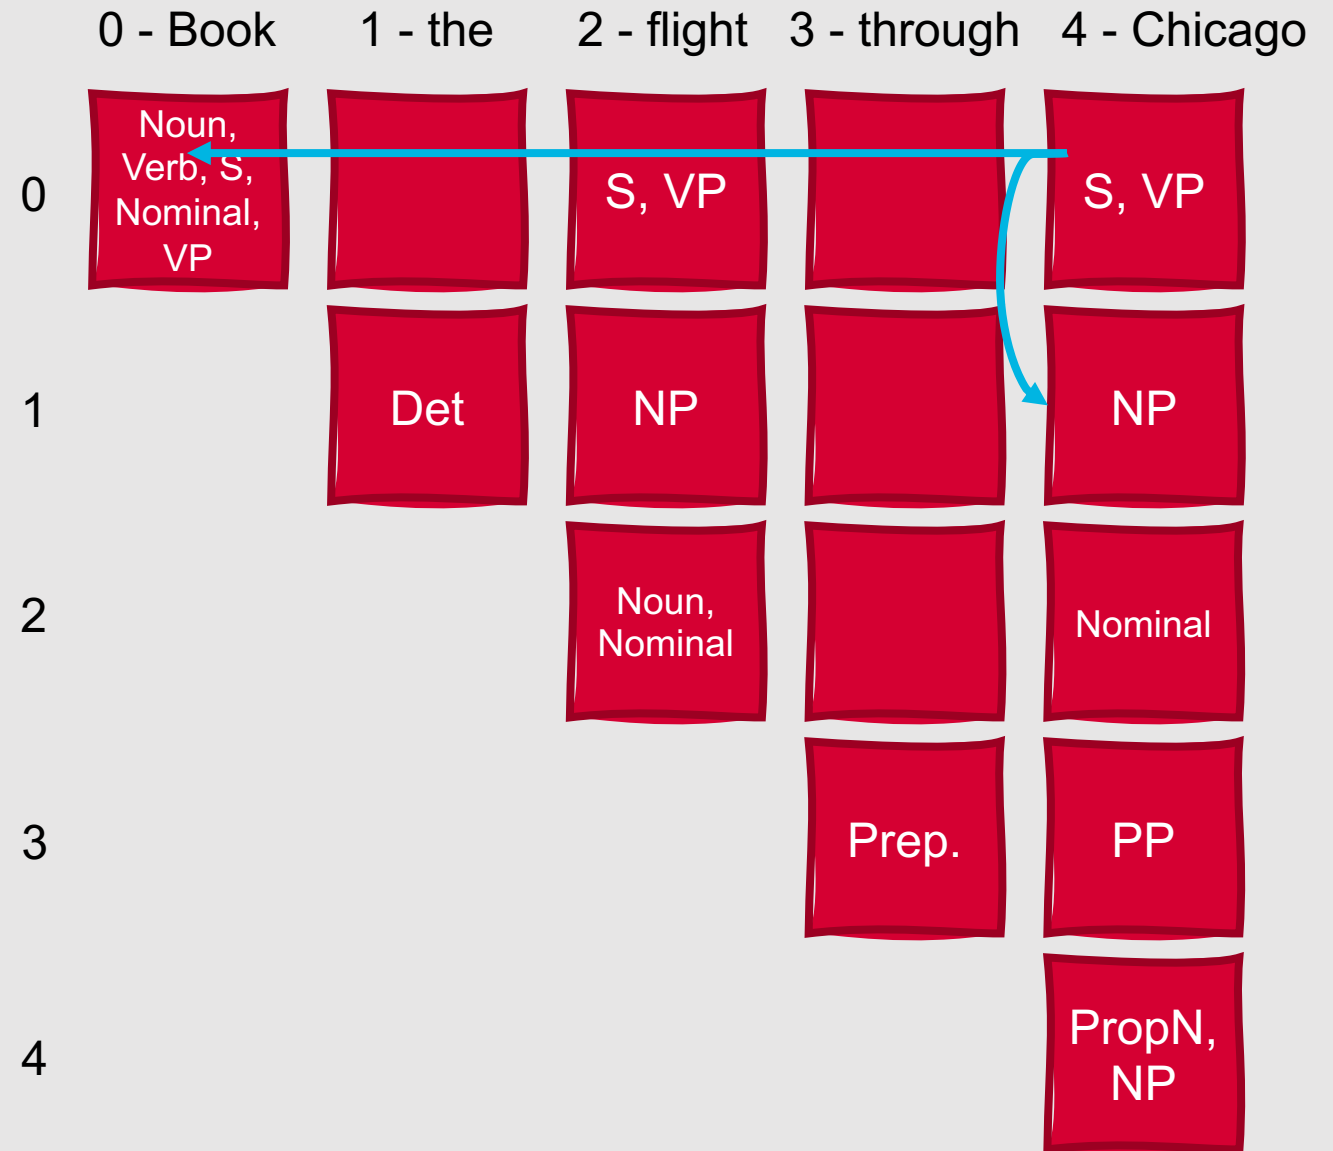 0 - Book 1 - the 2 - flight 3 - through 4 - Chicago
0
Noun,
Verb, S,
Nominal,
VP
S, VP
S, VP
1
Det
NP
NP
2
Noun,
Nominal
Nominal
3
Prep.
PP
4
PropN,
NP